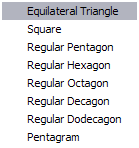 Equilateral Triangle
Square
Regular Pentagon
Regular Hexagon
Regular Octagon
Regular Decagon
Regular Dodecagon
Pentagram